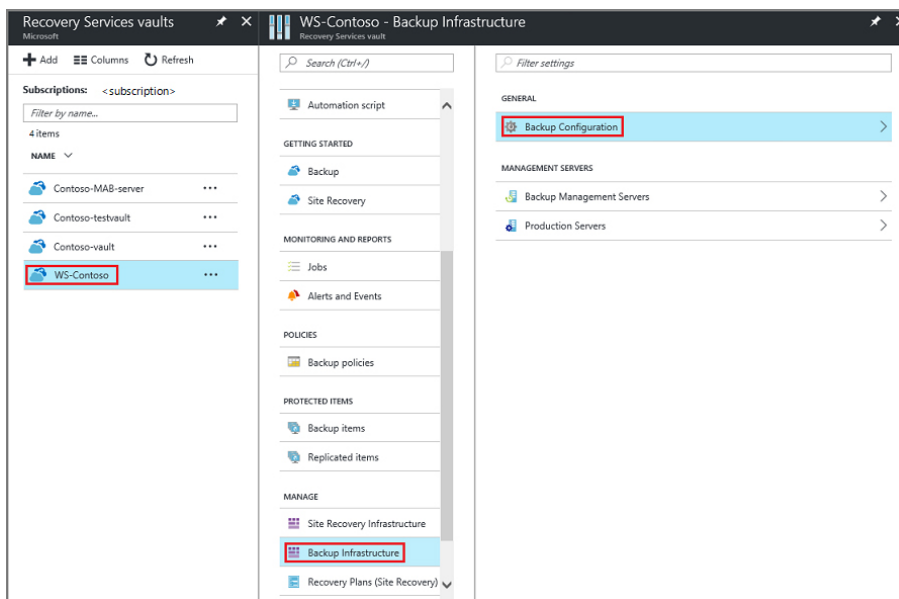 Recovery Services vaults
Microsoft
Add Columns Refresh
Subscriptions: <subscription>
Filter by name...
4 items
NAME
Contoso-MAB-server
Contoso-testvault
Contoso-vault
WS-Contoso
WS-Contoso - Backup Infrastructure
Recovery Services vault
Search (Ctrl+/)
Automation script
GETTING STARTED
Backup
Site Recovery
MONITORING AND REPORTS
Jobs
Alerts and Events
POLICIES
Backup policies
PROTECTED ITEMS
Backup items
Replicated items
MANAGE
Site Recovery Infrastructure
Backup Infrastructure
Recovery Plans (Site Recovery)
Filter settings
GENERAL
Backup Configuration
MANAGEMENT SERVERS
Backup Management Servers
Production Servers